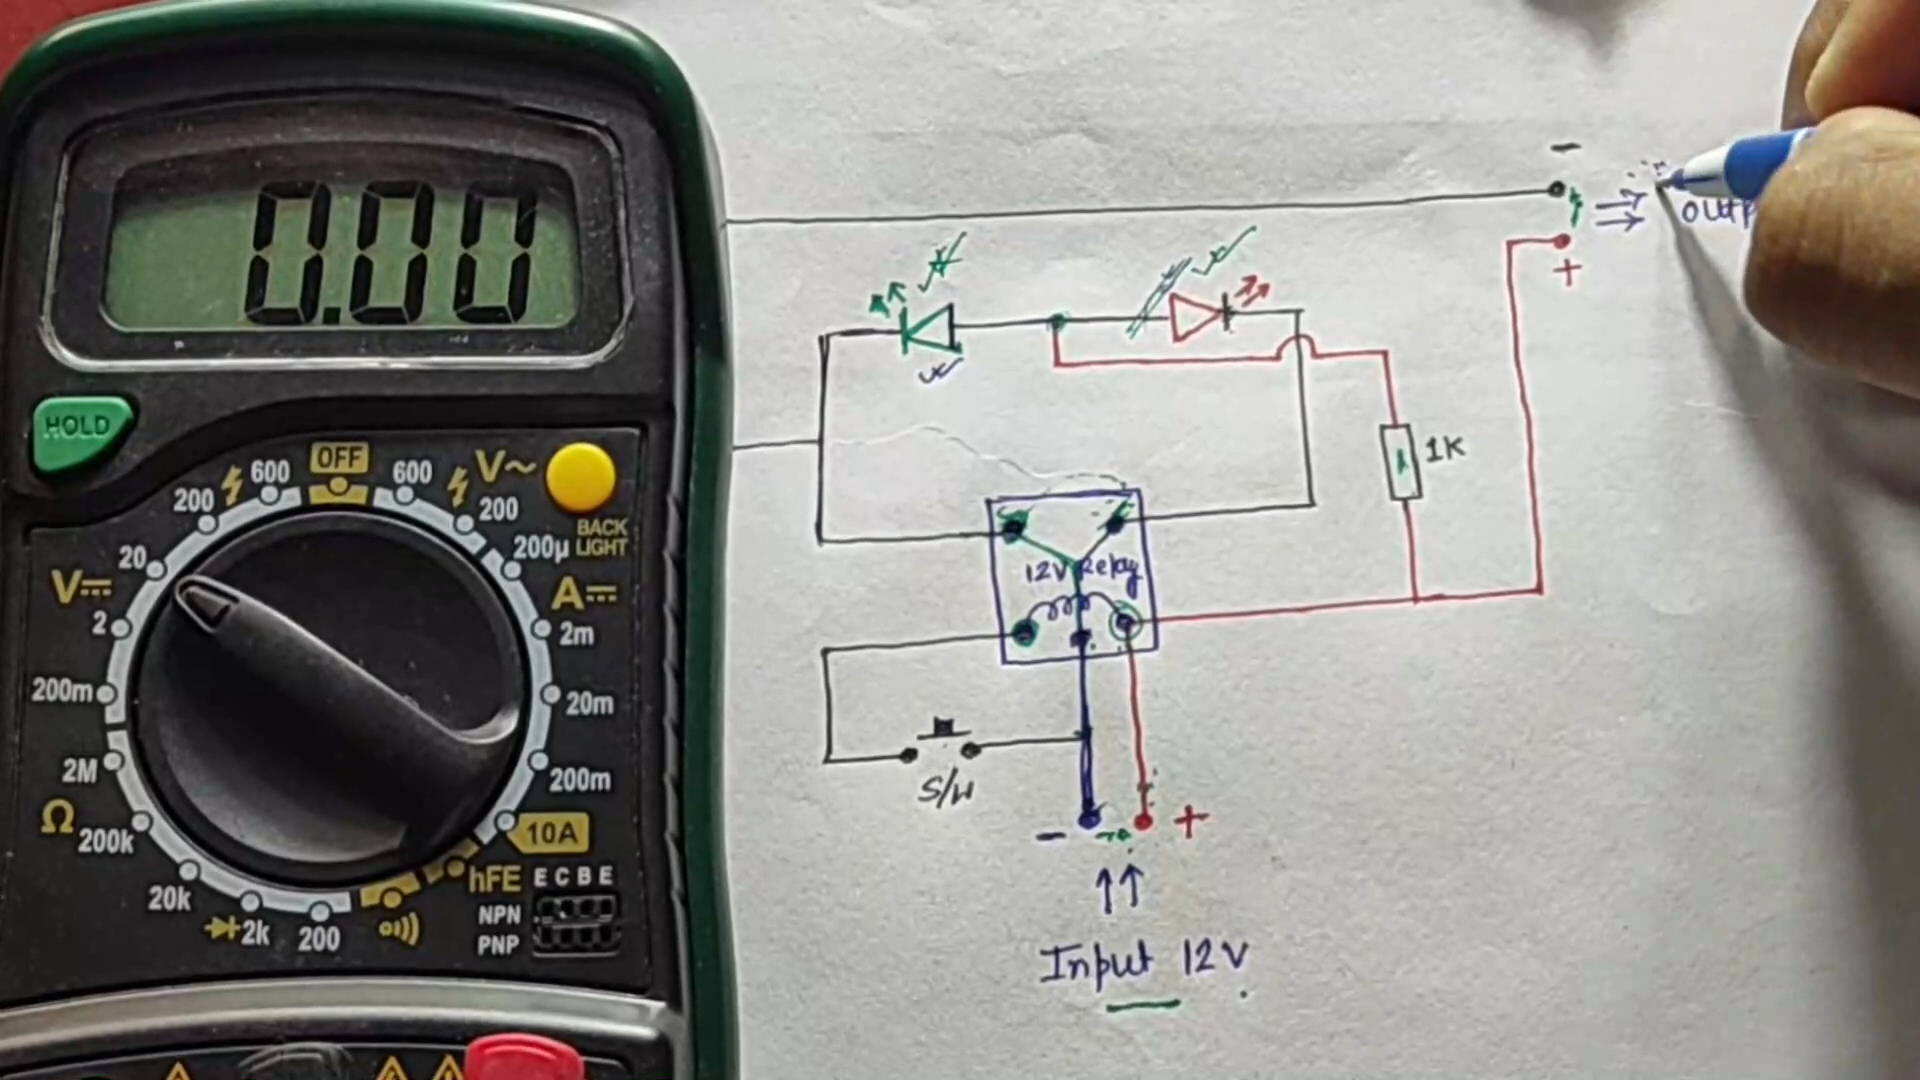 0.00
HOLD
OFF
600
600
V~
200
200
BACK
LIGHT
200µ
20
V
A
2
2m
200m
20m
2M
200m
Ω
200k
10A
20k
hFE
E C B E
2k
200
NPN
PNP
-
+
1K
12V Relay
S/W
-
+
Input 12V